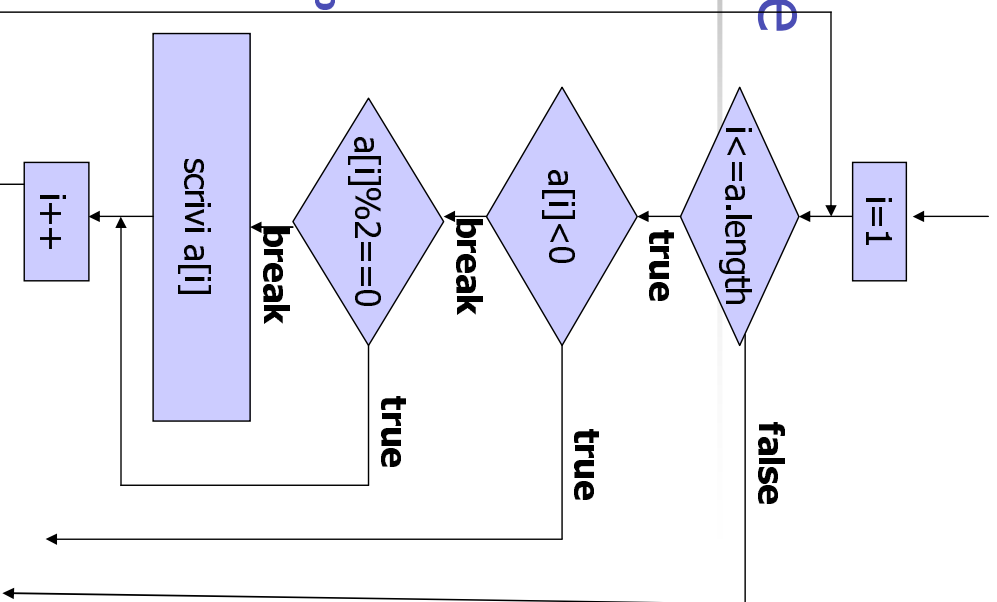 e
i=1
i<=a.length
false
true
a[i]<0
true
break
a[i]%2==0
true
break
scrivi a[i]
i++